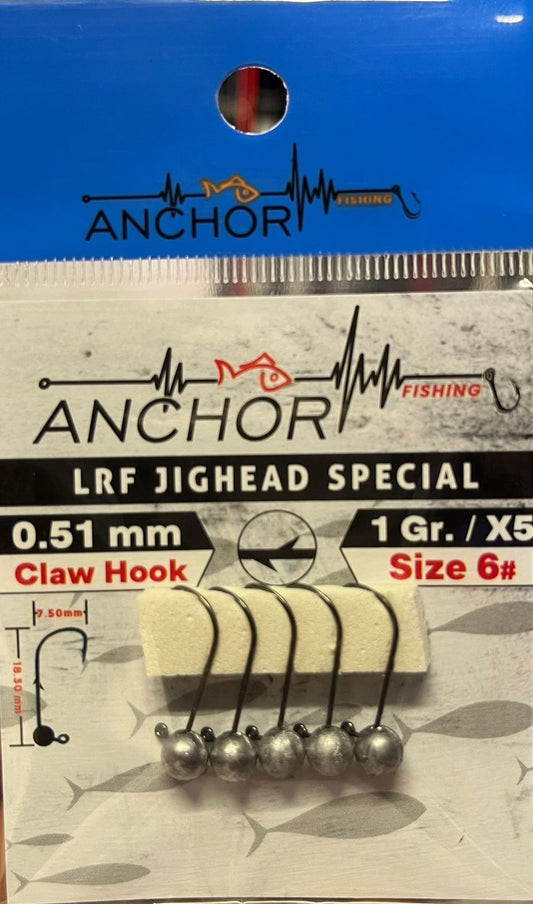 ANCHOR FISHING
ANCHOR FISHING
LRF JIGHEAD SPECIAL
0.51 mm
Claw Hook
1 Gr. / X5
Size 6#
7.50mm
18.30 mm